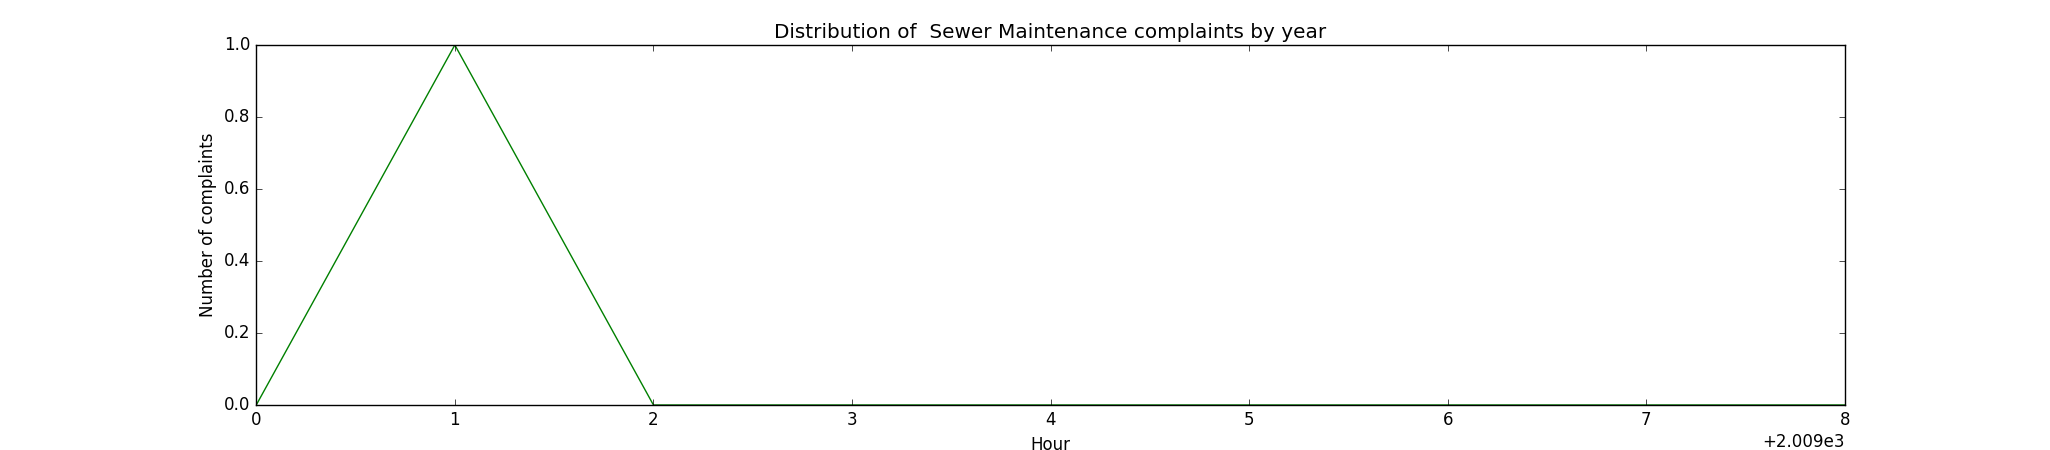 Distribution of  Sewer Maintenance complaints by year
1.0
0.8
0.6
0.4
0.2
0.0
Number of complaints
0 1 2 3 4 5 6 7 8
Hour
+2.009e3